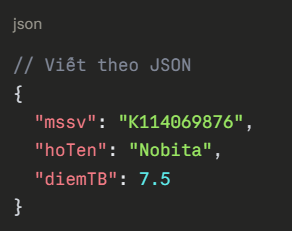 json
// Viết theo JSON
{
"mssv": "K114069876",
"hoTen": "Nobita",
"diemTB": 7.5
}